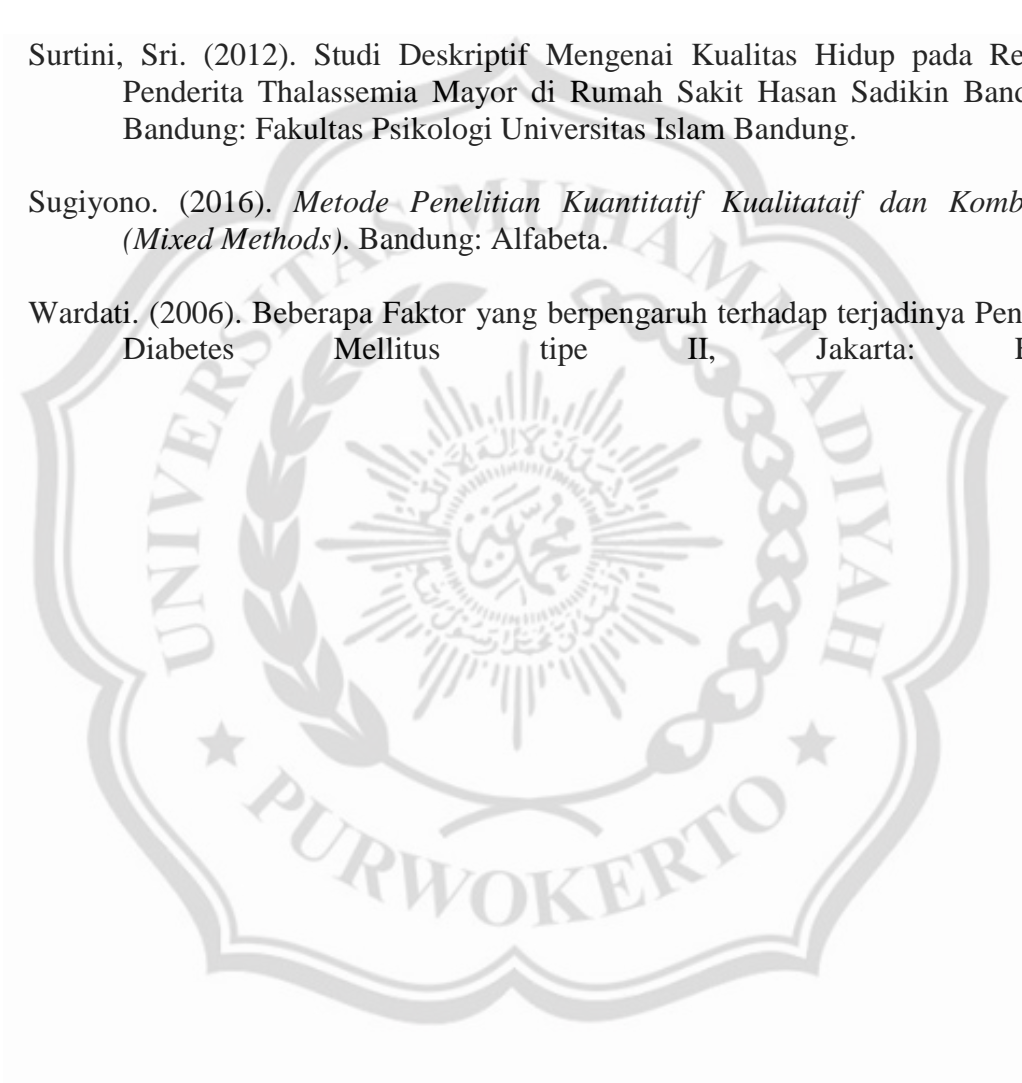 Surtini, Sri. (2012). Studi Deskriptif Mengenai Kualitas Hidup pada Re
Penderita Thalassemia Mayor di Rumah Sakit Hasan Sadikin Band
Bandung: Fakultas Psikologi Universitas Islam Bandung.
Sugiyono. (2016). Metode Penelitian Kuantitatif Kualitataif dan Komb
(Mixed Methods). Bandung: Alfabeta.
Wardati. (2006). Beberapa Faktor yang berpengaruh terhadap terjadinya Pen
Diabetes Mellitus tipe II, Jakarta:
UNIVERSITAS MUHAMMADIYAH
PURWOKERTO